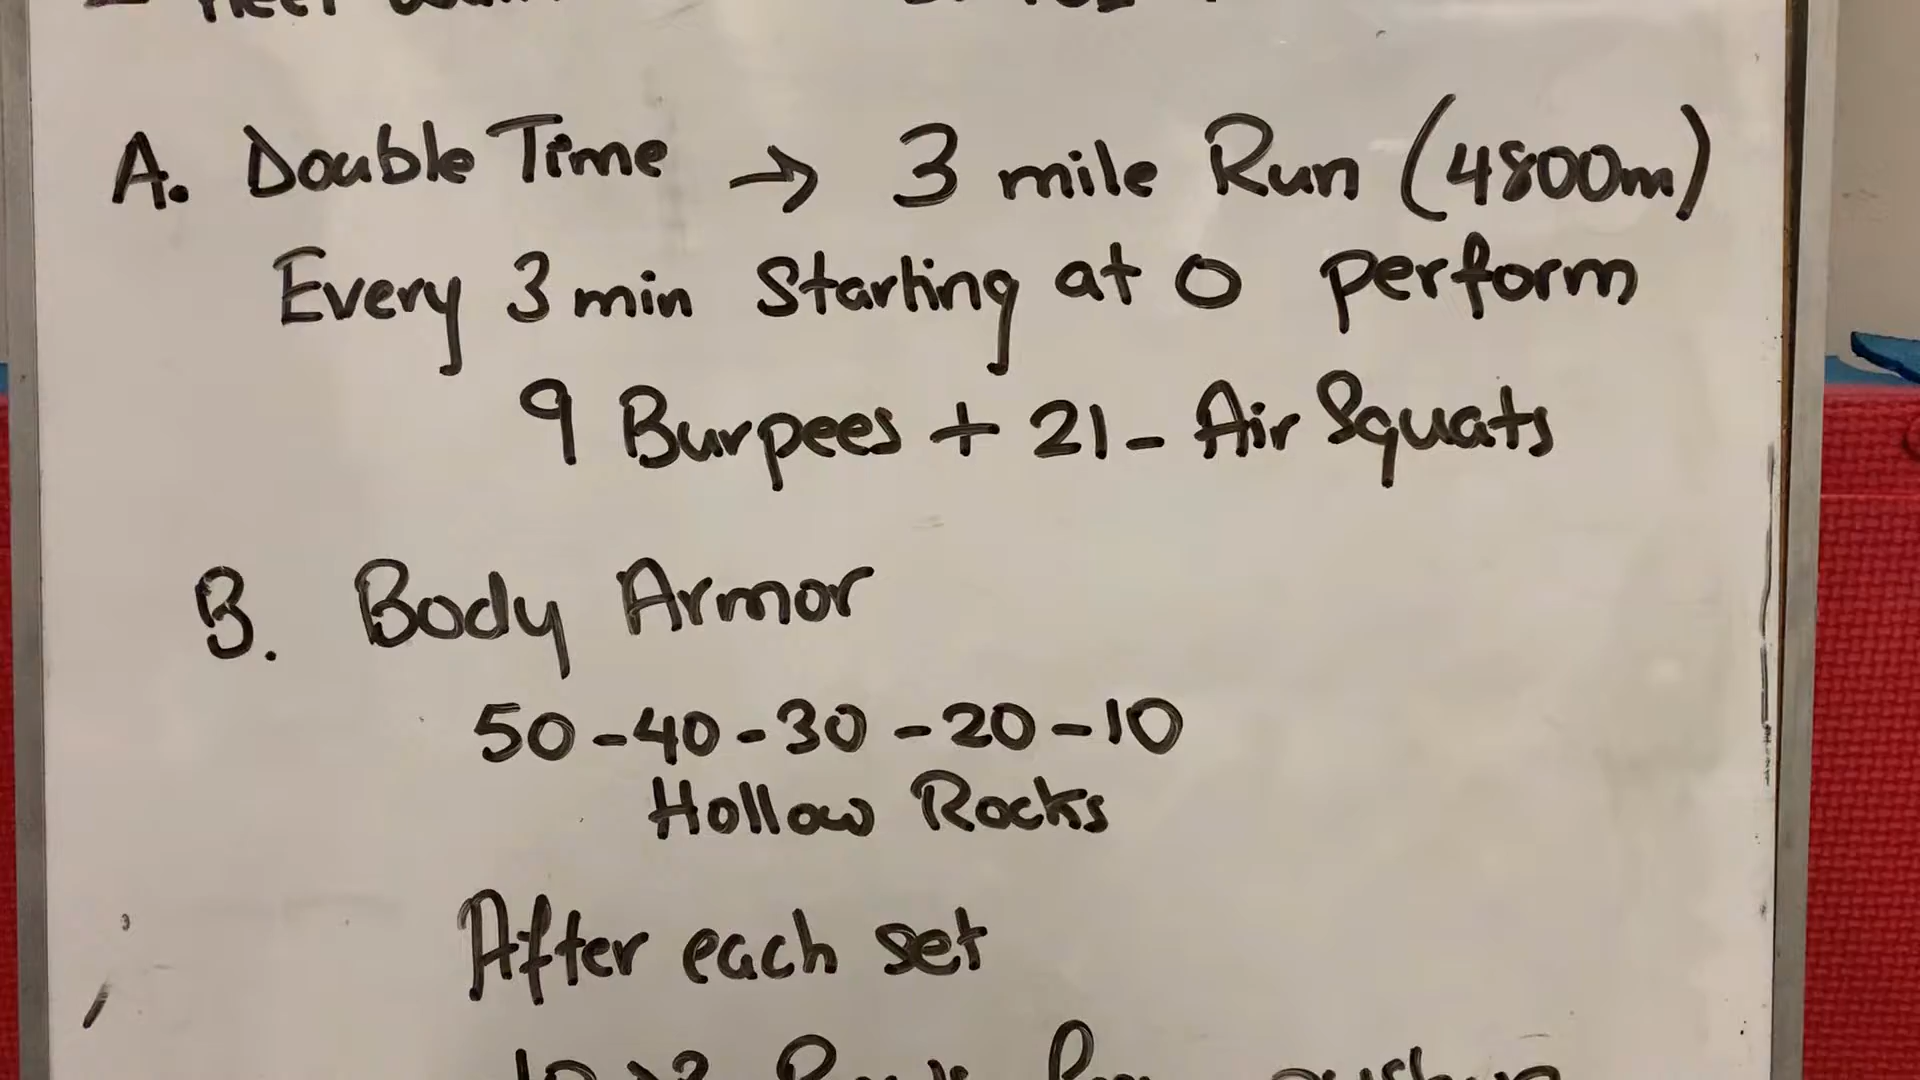 A. Double Time → 3 mile Run (4800m)
Every 3 min Starting at 0 perform
9 Burpees + 21 - Air Squats
B. Body Armor
50 - 40 - 30 - 20 - 10
Hollow Rocks
After each set